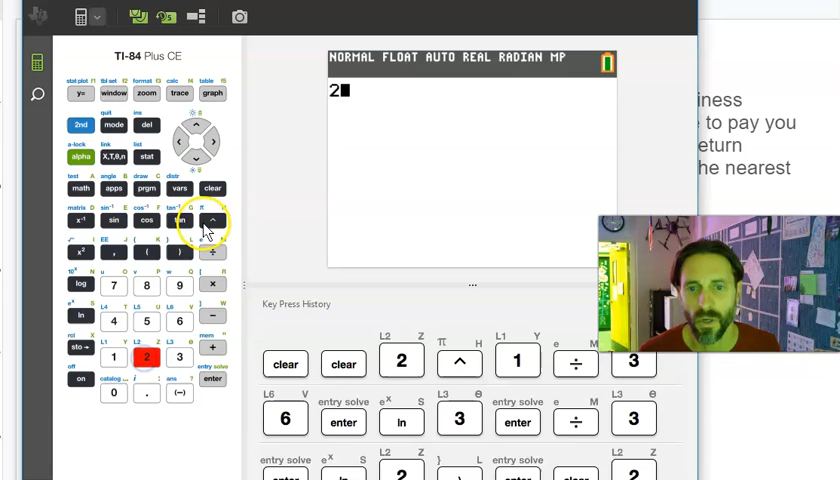 TI-84 Plus CE
stat plot f1 tbl set f2 format f3 calc f4 table f5
y= window zoom trace graph
quit ins
2nd mode del
a-lock link list
alpha X,T,θ,n stat
test A angle B draw C distr
math apps prgm vars clear
matrix D sin⁻¹ E cos⁻¹ F tan⁻¹ G π H
x⁻¹ sin cos tan ^
√ I EE J { K } L e M
x² , ( ) ÷
10ˣ N u O v P w Q [ R
log 7 8 9 ×
eˣ S L4 T L5 U L6 V ] W
ln 4 5 6 −
rcl X L1 Y L2 Z L3 θ mem "
sto→ 1 2 3 +
off catalog i : ans ? entry solve
on 0 . (−) enter
NORMAL FLOAT AUTO REAL RADIAN MP
2
Key Press History
L2 Z π H L1 Y e M L3 θ
clear clear 2 ^ 1 ÷ 3
L6 V entry solve eˣ S L3 θ entry solve e M L3 θ
6 enter ln 3 enter ÷ 3
entry solve eˣ S L2 Z } L entry solve L2 Z
enter ln 2 ) enter clear 2
iness
e to pay you
eturn
he nearest